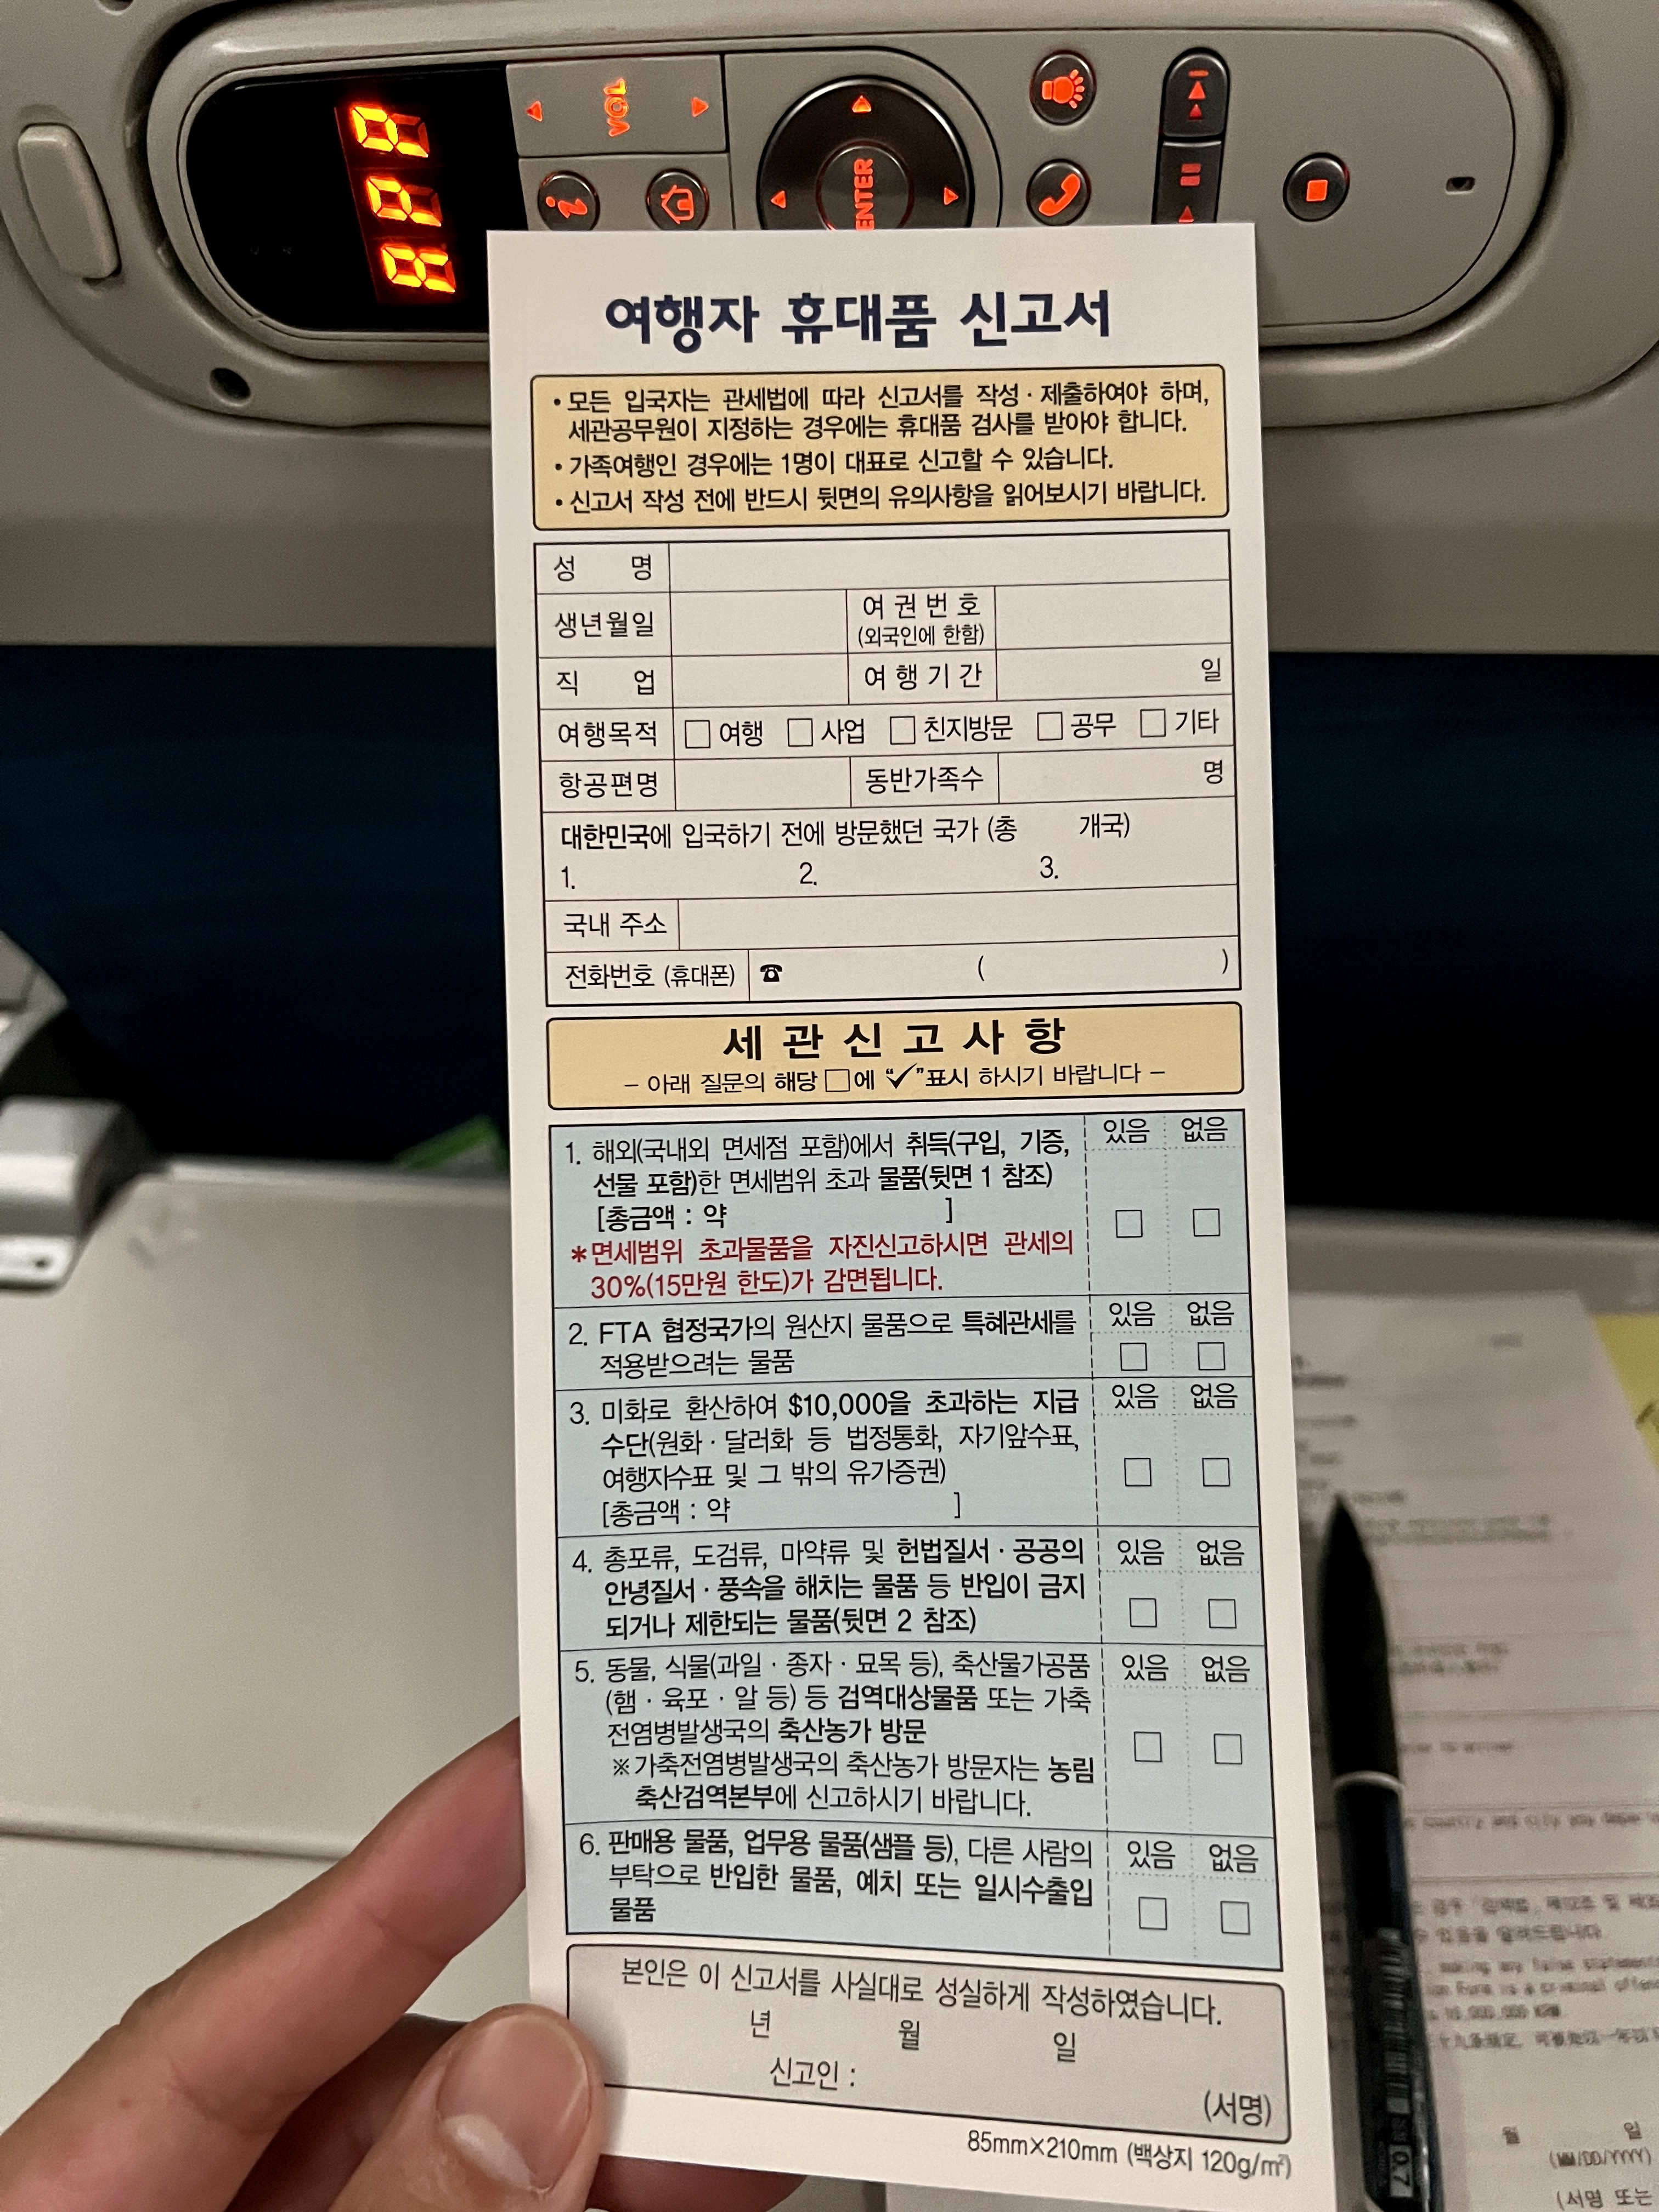 VOL
ENTER
여행자 휴대품 신고서
• 모든 입국자는 관세법에 따라 신고서를 작성 · 제출하여야 하며,
세관공무원이 지정하는 경우에는 휴대품 검사를 받아야 합니다.
• 가족여행인 경우에는 1명이 대표로 신고할 수 있습니다.
• 신고서 작성 전에 반드시 뒷면의 유의사항을 읽어보시기 바랍니다.
성 명
생년월일 여 권 번 호
(외국인에 한함)
직 업 여 행 기 간 일
여행목적 □ 여행 □ 사업 □ 친지방문 □ 공무 □ 기타
항공편명 동반가족수 명
대한민국에 입국하기 전에 방문했던 국가 (총 개국)
1. 2. 3.
국내 주소
전화번호 (휴대폰) ☎ ( )
세 관 신 고 사 항
– 아래 질문의 해당 □에 “✓”표시 하시기 바랍니다 –
있음 없음
1. 해외(국내외 면세점 포함)에서 취득(구입, 기증,
선물 포함)한 면세범위 초과 물품(뒷면 1 참조)
[총금액 : 약 ]
□ □
*면세범위 초과물품을 자진신고하시면 관세의
30%(15만원 한도)가 감면됩니다.
있음 없음
2. FTA 협정국가의 원산지 물품으로 특혜관세를
적용받으려는 물품
□ □
있음 없음
3. 미화로 환산하여 $10,000을 초과하는 지급
수단(원화 · 달러화 등 법정통화, 자기앞수표,
여행자수표 및 그 밖의 유가증권)
[총금액 : 약 ]
□ □
있음 없음
4. 총포류, 도검류, 마약류 및 헌법질서 · 공공의
안녕질서 · 풍속을 해치는 물품 등 반입이 금지
되거나 제한되는 물품(뒷면 2 참조)
□ □
있음 없음
5. 동물, 식물(과일 · 종자 · 묘목 등), 축산물가공품
(햄 · 육포 · 알 등) 등 검역대상물품 또는 가축
전염병발생국의 축산농가 방문
□ □
※가축전염병발생국의 축산농가 방문자는 농림
축산검역본부에 신고하시기 바랍니다.
있음 없음
6. 판매용 물품, 업무용 물품(샘플 등), 다른 사람의
부탁으로 반입한 물품, 예치 또는 일시수출입
물품
□ □
본인은 이 신고서를 사실대로 성실하게 작성하였습니다.
년 월 일
신고인 :
(서명)
85mm×210mm (백상지 120g/㎡)
0.7
월 일
(MM/DD/YYYY)
(서명 또는